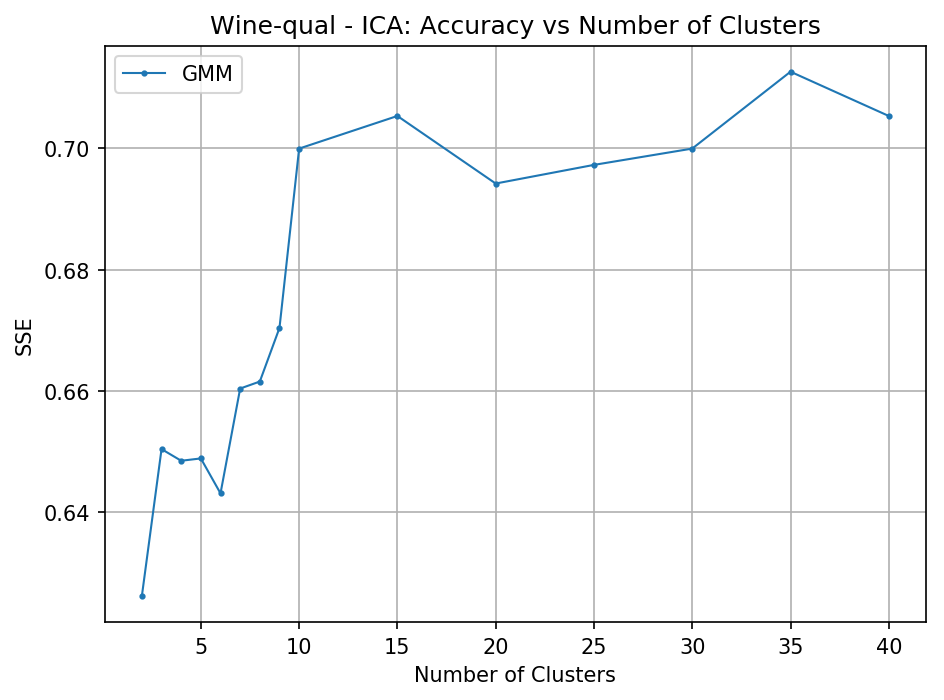 Wine-qual - ICA: Accuracy vs Number of Clusters
GMM
0.70
0.68
0.66
0.64
SSE
5 10 15 20 25 30 35 40
Number of Clusters